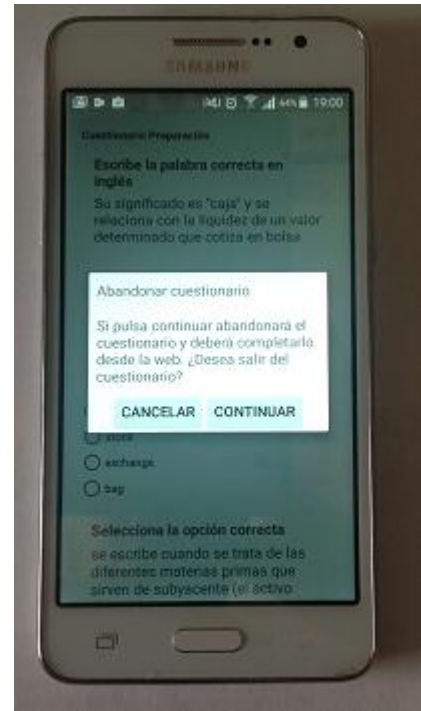 SAMSUNG
44% 19:00
Cuestionario Preparación
Escribe la palabra correcta en
inglés
Su significado es "caja" y se
relaciona con la liquidez de un valor
determinado que cotiza en bolsa
Abandonar cuestionario
Si pulsa continuar abandonará el
cuestionario y deberá completarlo
desde la web. ¿Desea salir del
cuestionario?
CANCELAR CONTINUAR
stock
exchange
bag
Selecciona la opción correcta
se escribe cuando se trata de las
diferentes materias primas que
sirven de subyacente (el activo